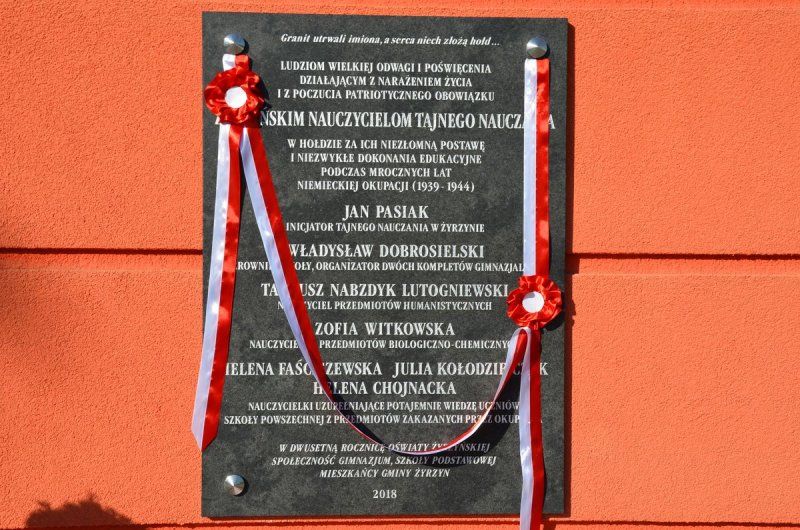 Granit utrwali imiona, a serca niech złożą hołd...
LUDZIOM WIELKIEJ ODWAGI I POŚWIĘCENIA
DZIAŁAJĄCYM Z NARAŻENIEM ŻYCIA
I Z POCZUCIA PATRIOTYCZNEGO OBOWIĄZKU
NAUCZYCIELOM TAJNEGO
W HOŁDZIE ZA ICH NIEZŁOMNĄ POSTAWĘ
I NIEZWYKŁE DOKONANIA EDUKACYJNE
PODCZAS MROCZNYCH LAT
NIEMIECKIEJ OKUPACJI (1939-1944)
JAN PASIAK
INICJATOR TAJNEGO NAUCZANIA W ŻYRZYNIE
WŁADYSŁAW DOBROSIELSKI
ORGANIZATOR DWÓCH KOMPLETÓW
NABZDYK LUTOGNIEWSKI
PRZEDMIOTÓW HUMANISTYCZNYCH
ZOFIA WITKOWSKA
PRZEDMIOTÓW BIOLOGICZNO-CHEMICZNYCH
JULIA
HELENA CHOJNACKA
NAUCZYCIELKI UZUPEŁNIAJĄCE POTAJEMNIE WIEDZĘ UCZNIÓW
SZKOŁY POWSZECHNEJ Z PRZEDMIOTÓW ZAKAZANYCH PRZEZ
W DWUSETNĄ ROCZNICĘ OŚWIATY ŻYRZYŃSKIEJ
SPOŁECZNOŚĆ GIMNAZJUM, SZKOŁY PODSTAWOWEJ
MIESZKAŃCY GMINY ŻYRZYN
2018